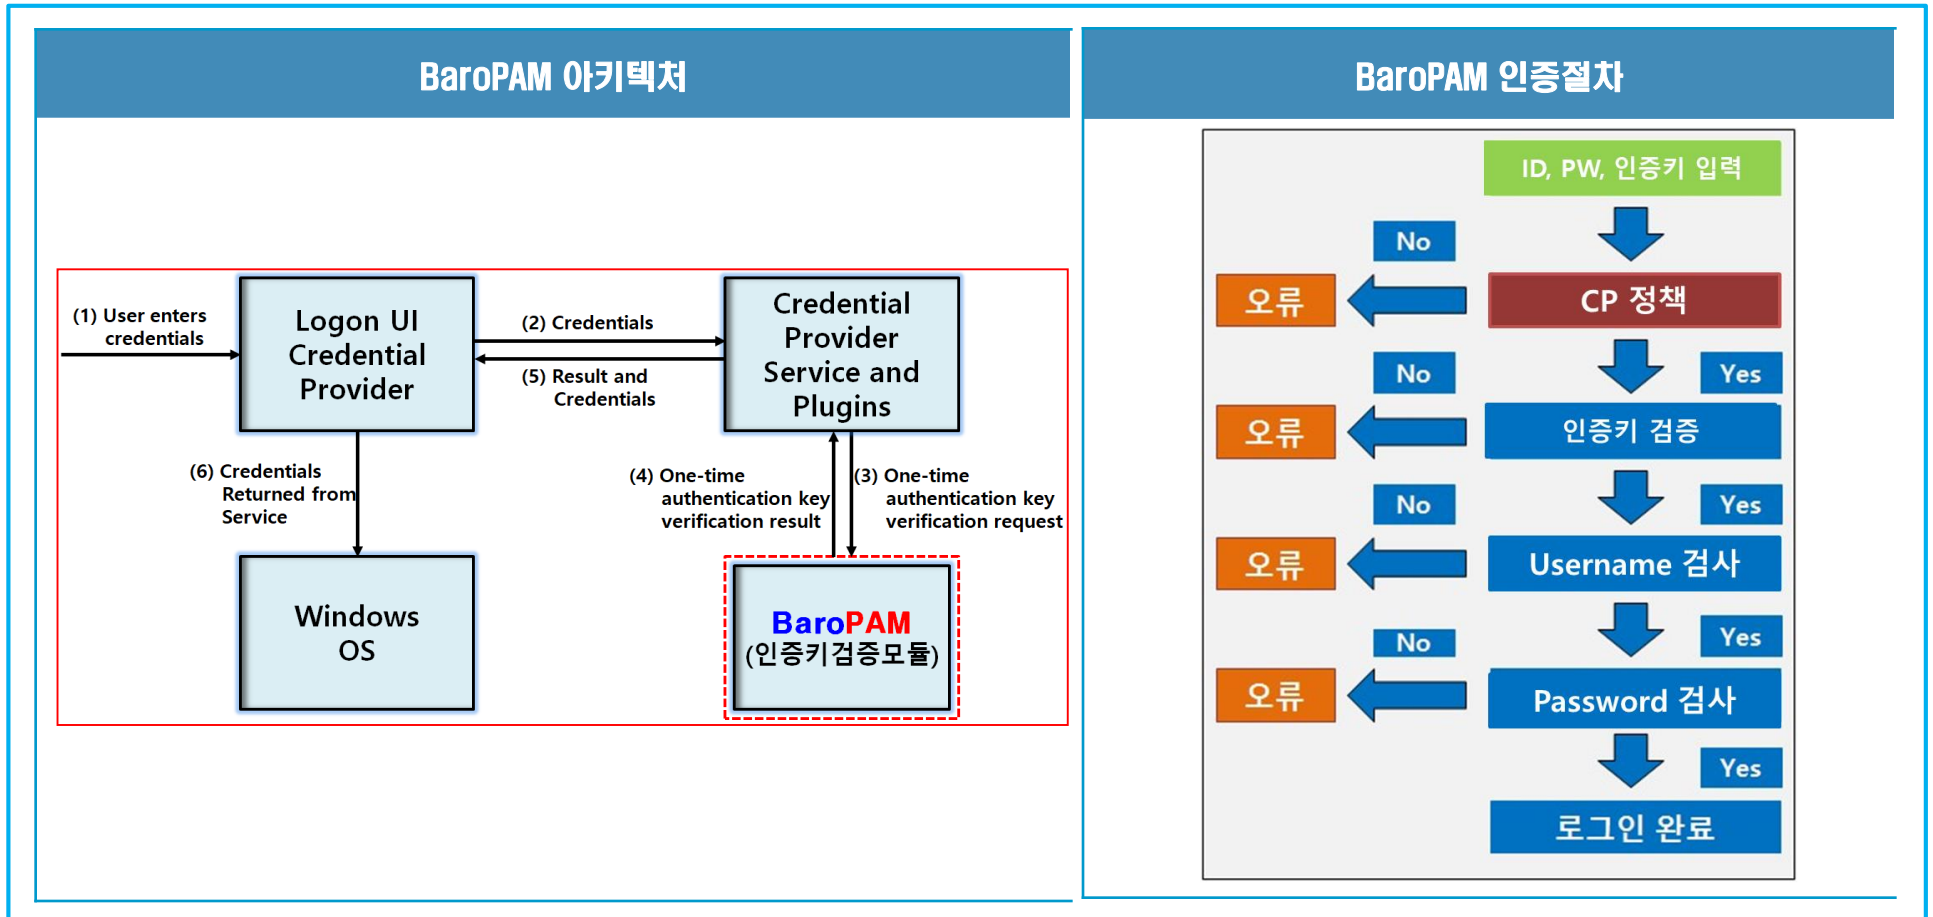 BaroPAM 아키텍처
(1) User enters
credentials
Logon UI
Credential
Provider
(2) Credentials
(5) Result and
Credentials
Credential
Provider
Service and
Plugins
(6) Credentials
Returned from
Service
(4) One-time
authentication key
verification result
(3) One-time
authentication key
verification request
Windows
OS
BaroPAM
(인증키검증모듈)
BaroPAM 인증절차
ID, PW, 인증키 입력
No
오류
CP 정책
No
Yes
오류
인증키 검증
No
Yes
오류
Username 검사
No
Yes
오류
Password 검사
Yes
로그인 완료